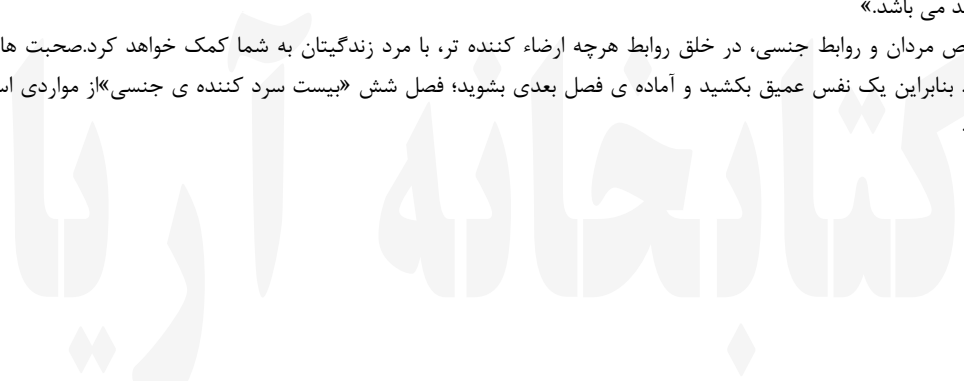 می باشد.»
مردان و روابط جنسی، در خلق روابط هرچه ارضاء کننده تر، با مرد زندگیتان به شما کمک خواهد کرد.صحبت ها
بنابراین یک نفس عمیق بکشید و آماده ی فصل بعدی بشوید؛ فصل شش «بیست سرد کننده ی جنسی»از مواردی
کتابخانه آریا